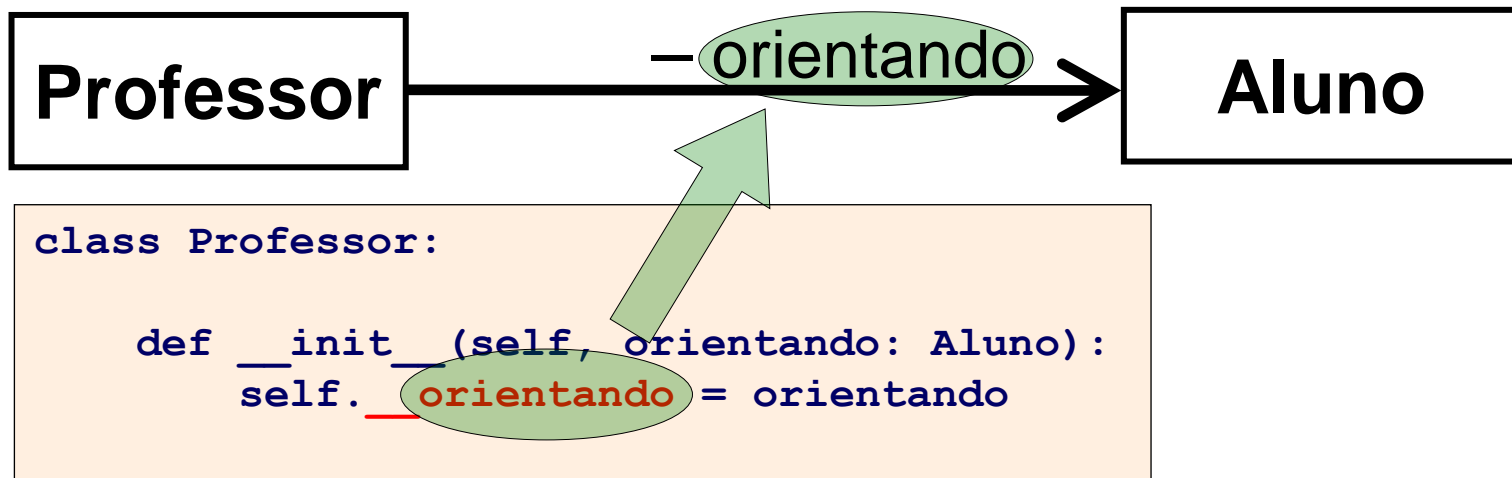 – orientando
Professor
Aluno
class Professor:
def __init__(self, orientando: Aluno):
self.__orientando = orientando